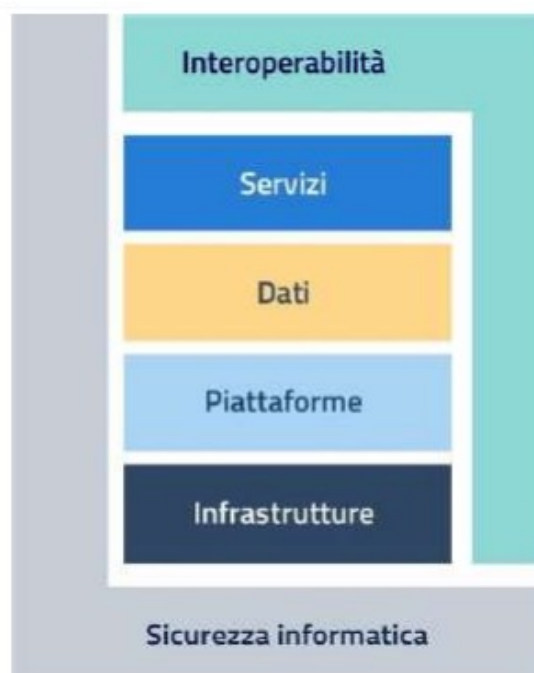 Interoperabilità
Servizi
Dati
Piattaforme
Infrastrutture
Sicurezza informatica